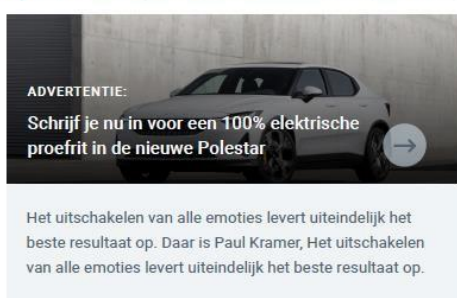 ADVERTENTIE:
Schrijf je nu in voor een 100% elektrische
proefrit in de nieuwe Polestar
Het uitschakelen van alle emoties levert uiteindelijk het
beste resultaat op. Daar is Paul Kramer, Het uitschakelen
van alle emoties levert uiteindelijk het beste resultaat op.